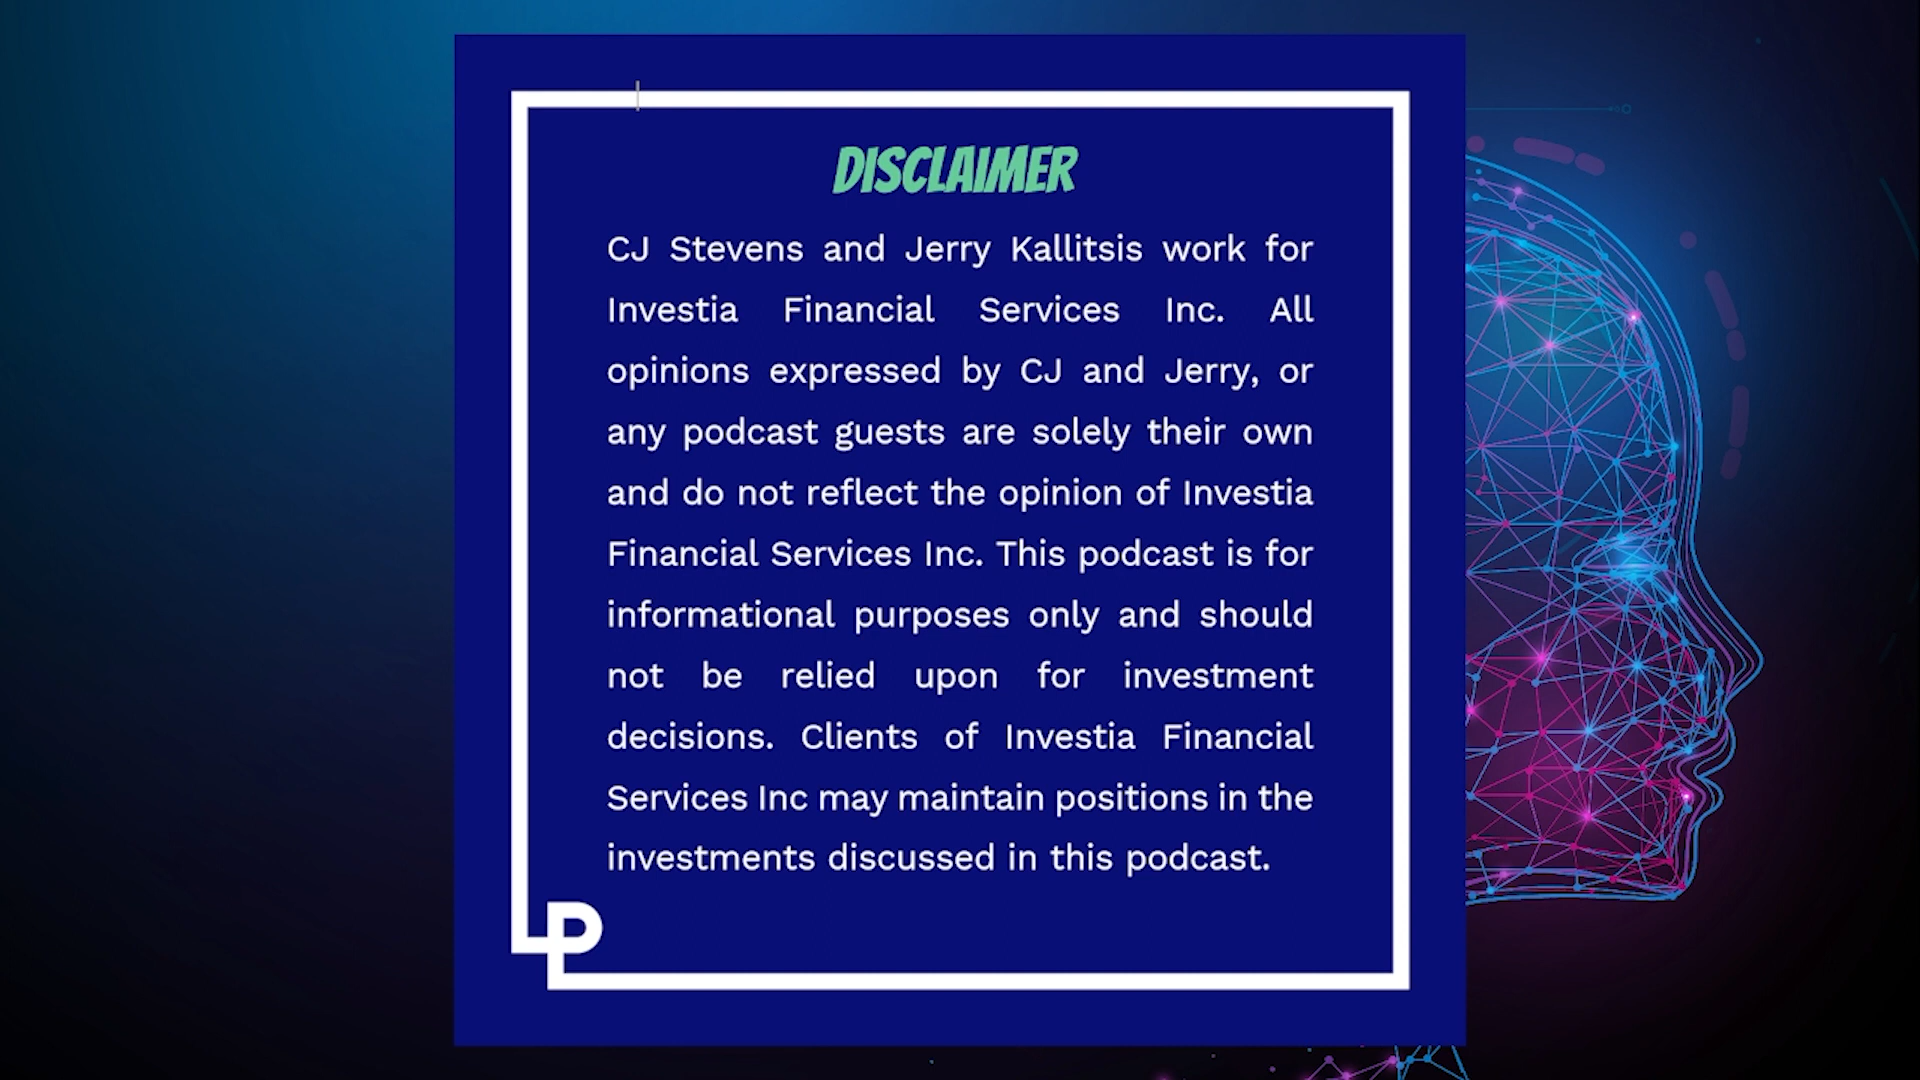 DISCLAIMER
CJ Stevens and Jerry Kallitsis work for
Investia Financial Services Inc. All
opinions expressed by CJ and Jerry, or
any podcast guests are solely their own
and do not reflect the opinion of Investia
Financial Services Inc. This podcast is for
informational purposes only and should
not be relied upon for investment
decisions. Clients of Investia Financial
Services Inc may maintain positions in the
investments discussed in this podcast.
LP